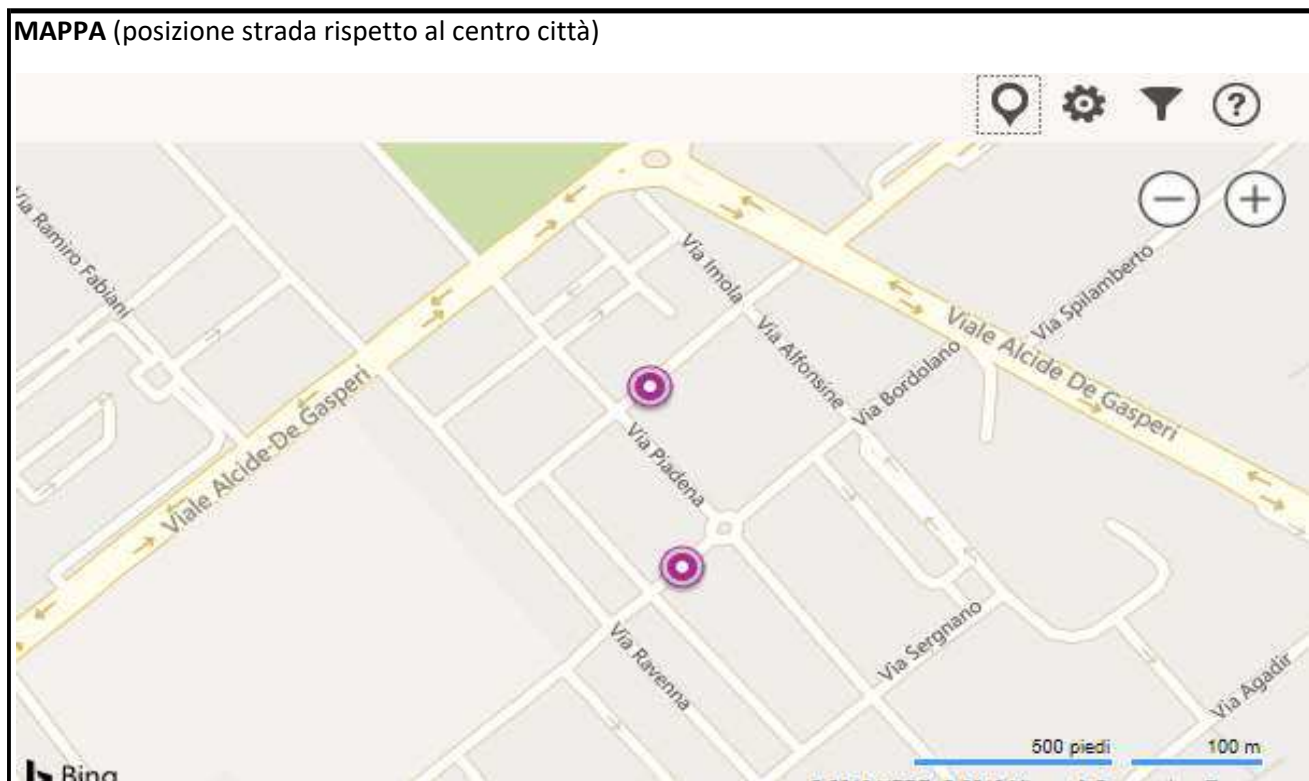 MAPPA (posizione strada rispetto al centro città)
?
Via Ramiro Fabiani
Via Imola
Via Spilamberto
Via Alfonsine
Viale Alcide De Gasperi
Via Bordolano
Viale Alcide De Gasperi
Via Piadena
Via Sergnano
Via Ravenna
Via Agadir
500 piedi
100 m
Bing